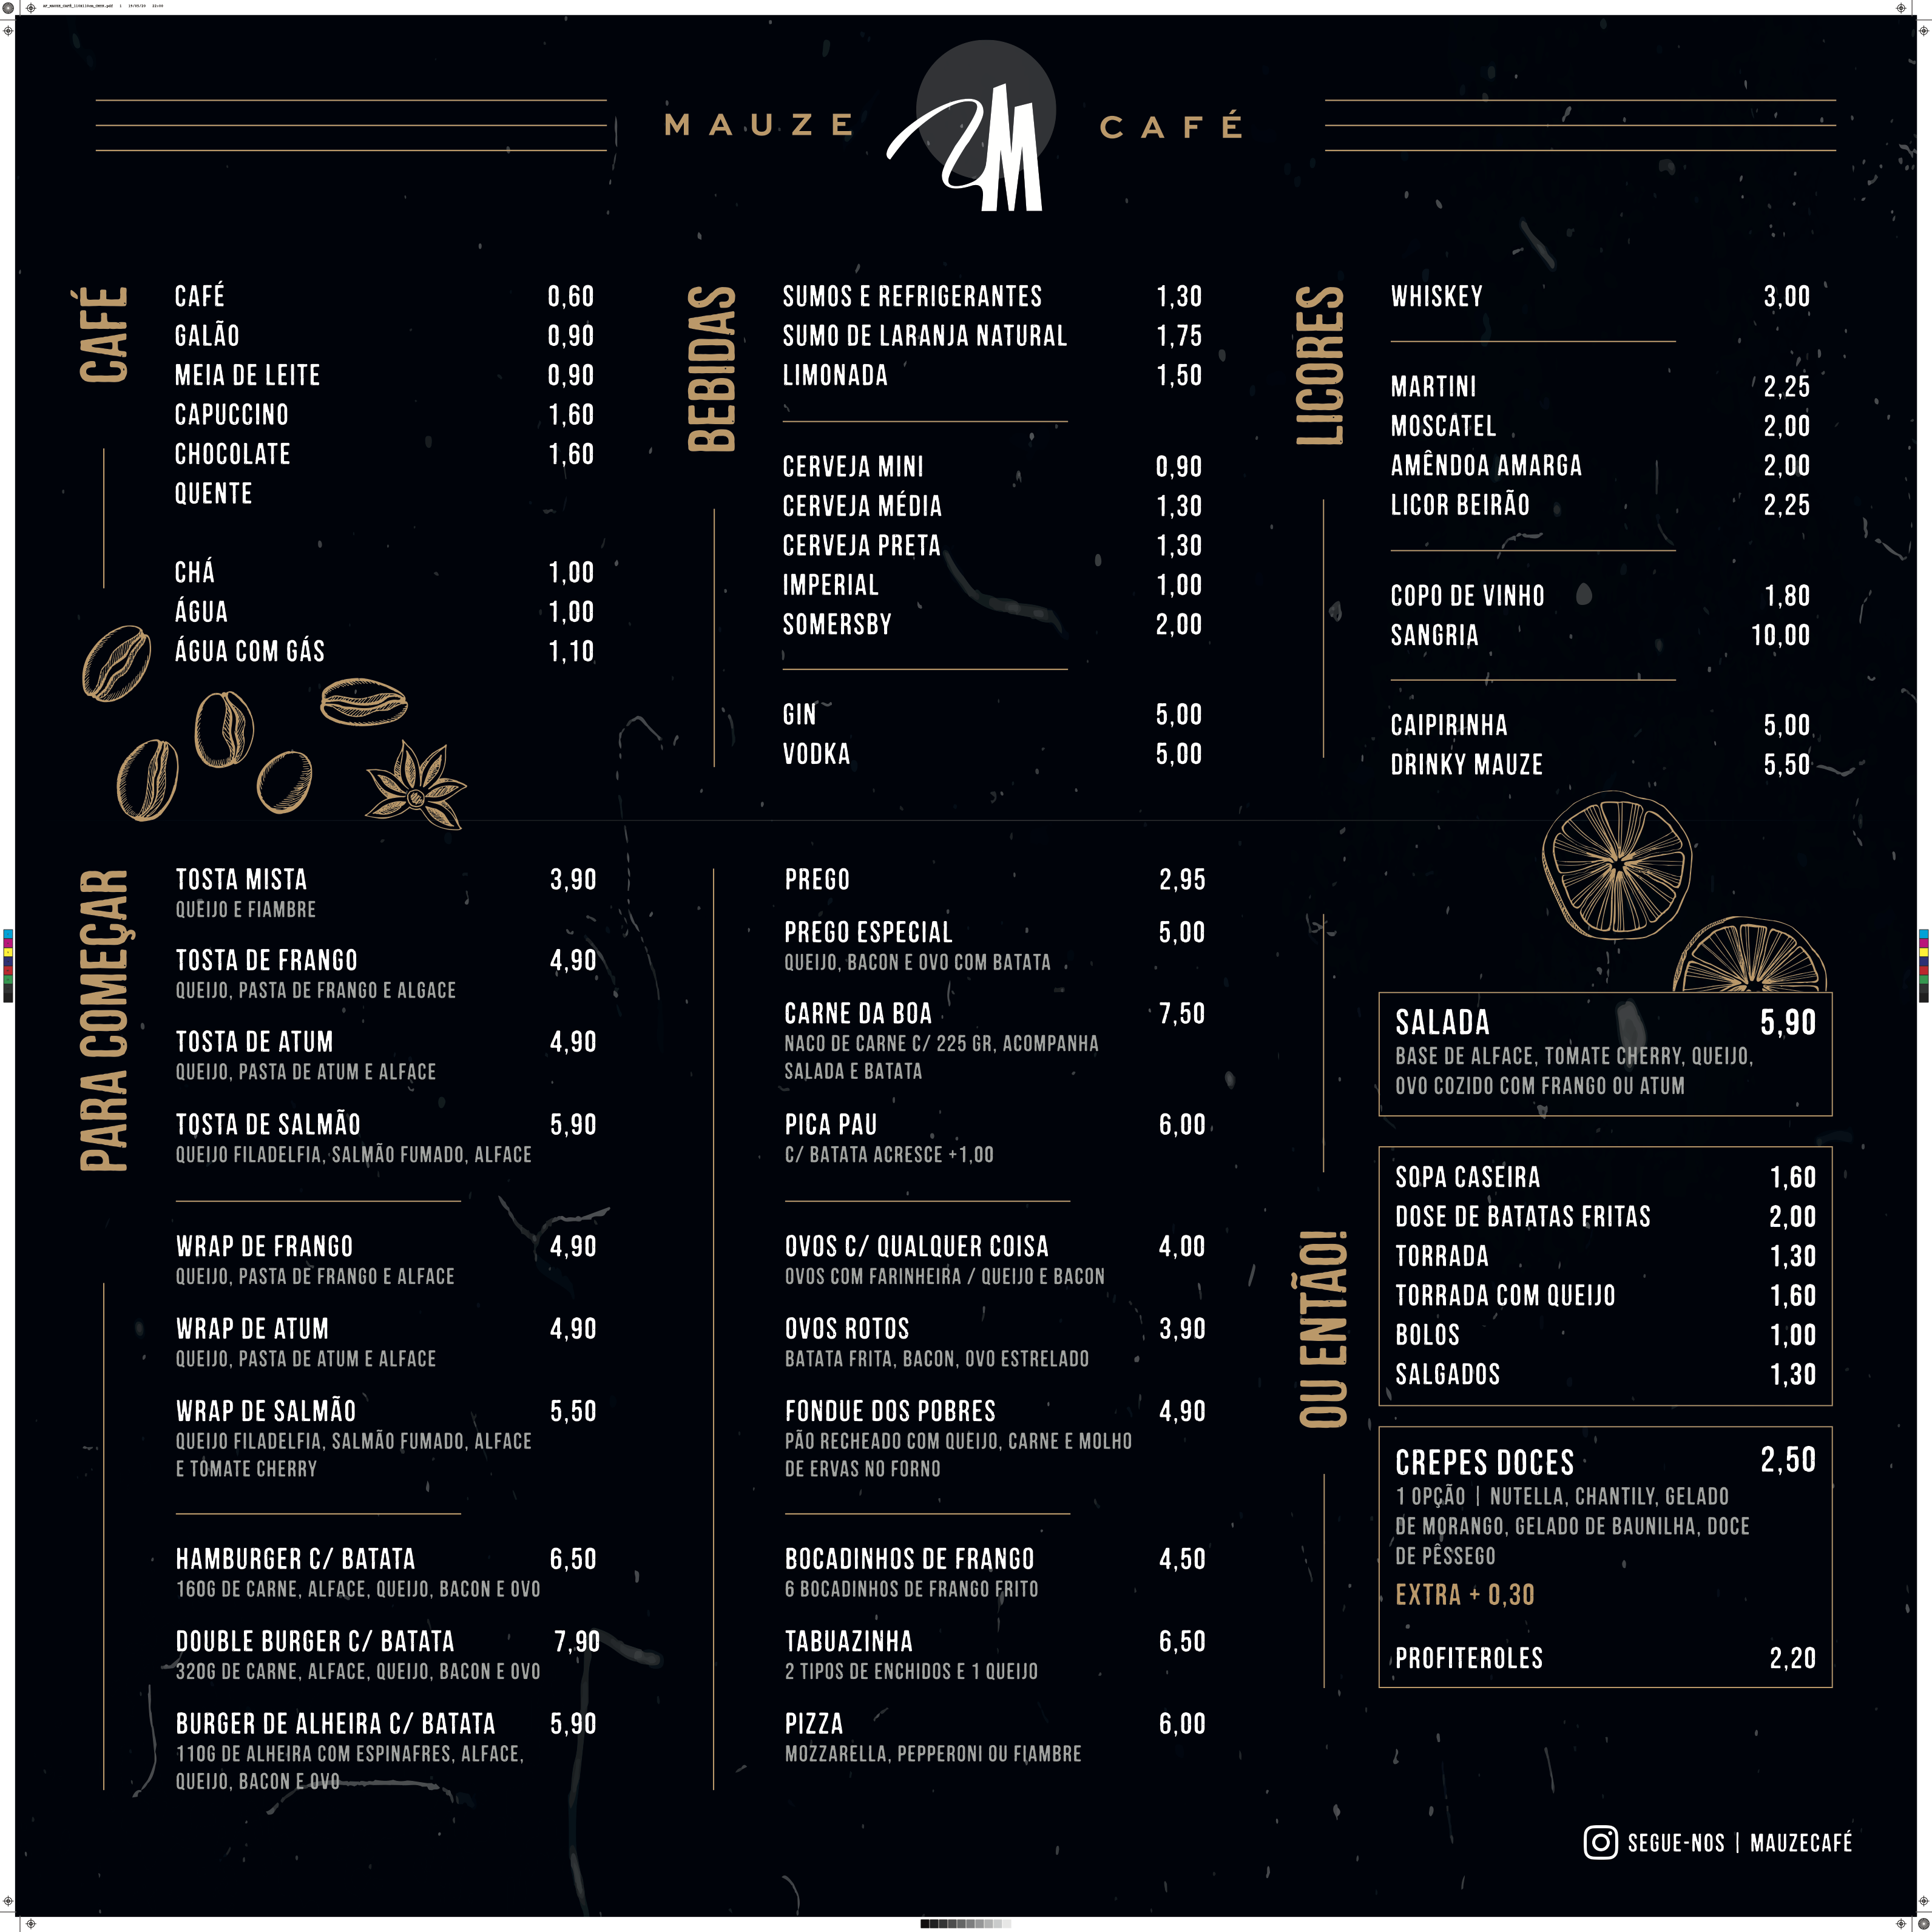 MAUZE CAFÉ
CAFÉ
CAFÉ 0,60
GALÃO 0,90
MEIA DE LEITE 0,90
CAPUCCINO 1,60
CHOCOLATE 1,60
QUENTE
CHÁ 1,00
ÁGUA 1,00
ÁGUA COM GÁS 1,10
BEBIDAS
SUMOS E REFRIGERANTES 1,30
SUMO DE LARANJA NATURAL 1,75
LIMONADA 1,50
CERVEJA MINI 0,90
CERVEJA MÉDIA 1,30
CERVEJA PRETA 1,30
IMPERIAL 1,00
SOMERSBY 2,00
GIN 5,00
VODKA 5,00
LICORES
WHISKEY 3,00
MARTINI 2,25
MOSCATEL 2,00
AMÊNDOA AMARGA 2,00
LICOR BEIRÃO 2,25
COPO DE VINHO 1,80
SANGRIA 10,00
CAIPIRINHA 5,00
DRINKY MAUZE 5,50
PARA COMEÇAR
TOSTA MISTA 3,90
QUEIJO E FIAMBRE
TOSTA DE FRANGO 4,90
QUEIJO, PASTA DE FRANGO E ALGACE
TOSTA DE ATUM 4,90
QUEIJO, PASTA DE ATUM E ALFACE
TOSTA DE SALMÃO 5,90
QUEIJO FILADELFIA, SALMÃO FUMADO, ALFACE
WRAP DE FRANGO 4,90
QUEIJO, PASTA DE FRANGO E ALFACE
WRAP DE ATUM 4,90
QUEIJO, PASTA DE ATUM E ALFACE
WRAP DE SALMÃO 5,50
QUEIJO FILADELFIA, SALMÃO FUMADO, ALFACE
E TOMATE CHERRY
HAMBURGER C/ BATATA 6,50
160G DE CARNE, ALFACE, QUEIJO, BACON E OVO
DOUBLE BURGER C/ BATATA 7,90
320G DE CARNE, ALFACE, QUEIJO, BACON E OVO
BURGER DE ALHEIRA C/ BATATA 5,90
110G DE ALHEIRA COM ESPINAFRES, ALFACE,
QUEIJO, BACON E OVO
PREGO 2,95
PREGO ESPECIAL 5,00
QUEIJO, BACON E OVO COM BATATA
CARNE DA BOA 7,50
NACO DE CARNE C/ 225 GR, ACOMPANHA
SALADA E BATATA
PICA PAU 6,00
C/ BATATA ACRESCE +1,00
OVOS C/ QUALQUER COISA 4,00
OVOS COM FARINHEIRA / QUEIJO E BACON
OVOS ROTOS 3,90
BATATA FRITA, BACON, OVO ESTRELADO
FONDUE DOS POBRES 4,90
PÃO RECHEADO COM QUEIJO, CARNE E MOLHO
DE ERVAS NO FORNO
BOCADINHOS DE FRANGO 4,50
6 BOCADINHOS DE FRANGO FRITO
TABUAZINHA 6,50
2 TIPOS DE ENCHIDOS E 1 QUEIJO
PIZZA 6,00
MOZZARELLA, PEPPERONI OU FIAMBRE
OU ENTÃO!
SALADA 5,90
BASE DE ALFACE, TOMATE CHERRY, QUEIJO,
OVO COZIDO COM FRANGO OU ATUM
SOPA CASEIRA 1,60
DOSE DE BATATAS FRITAS 2,00
TORRADA 1,30
TORRADA COM QUEIJO 1,60
BOLOS 1,00
SALGADOS 1,30
CREPES DOCES 2,50
1 OPÇÃO | NUTELLA, CHANTILY, GELADO
DE MORANGO, GELADO DE BAUNILHA, DOCE
DE PÊSSEGO
EXTRA + 0,30
PROFITEROLES 2,20
SEGUE-NOS | MAUZECAFÉ